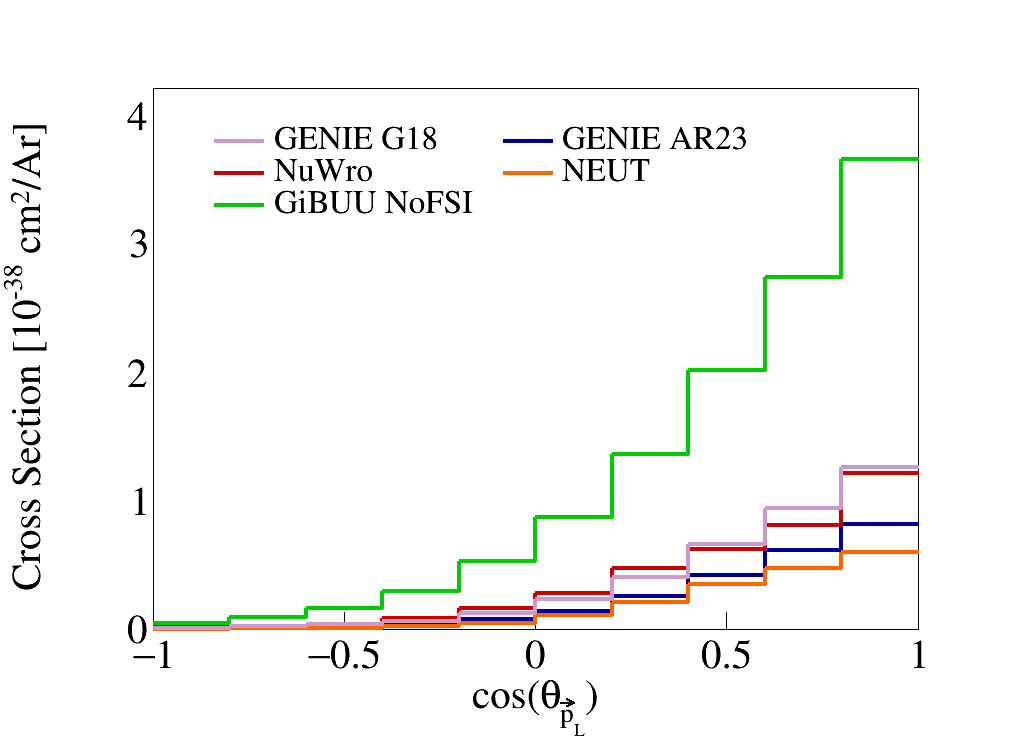 Cross Section [10⁻³⁸ cm²/Ar]
4
3
2
1
0
GENIE G18
GENIE AR23
NuWro
NEUT
GiBUU NoFSI
−1
−0.5
0
0.5
1
cos(θ_p⃗_L)